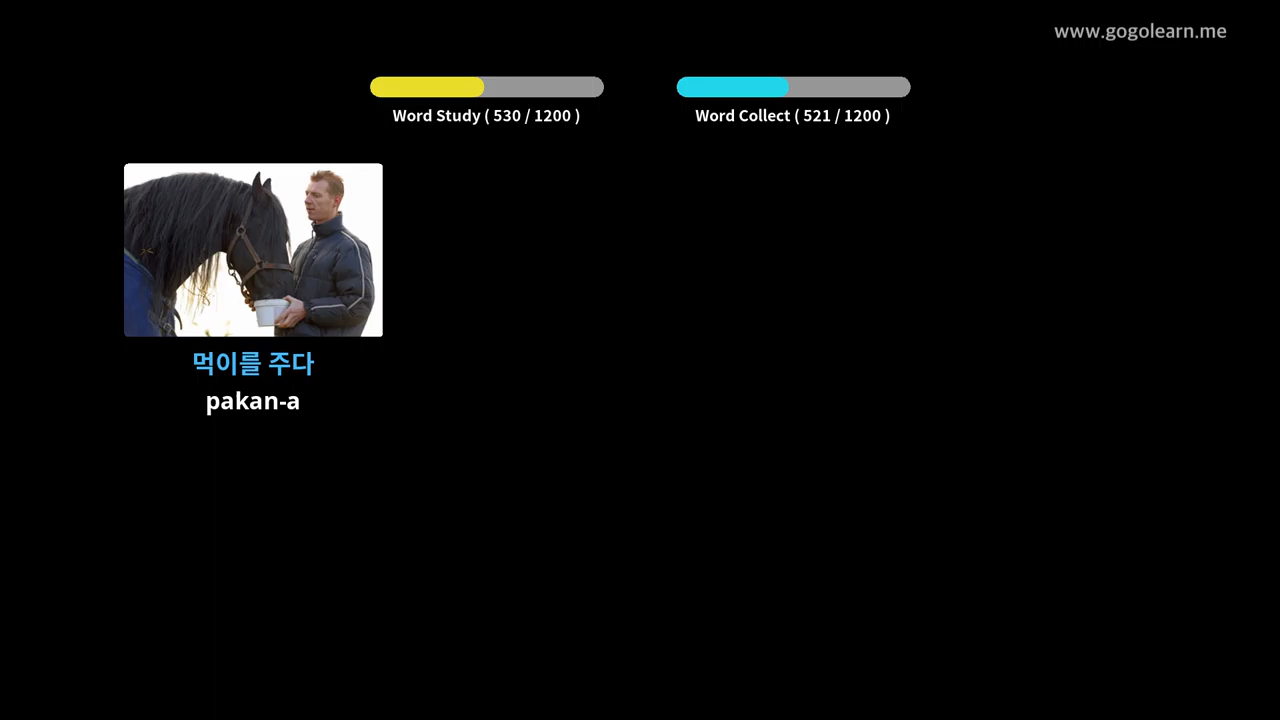 www.gogolearn.me
Word Study ( 530 / 1200 )
Word Collect ( 521 / 1200 )
먹이를 주다
pakan-a